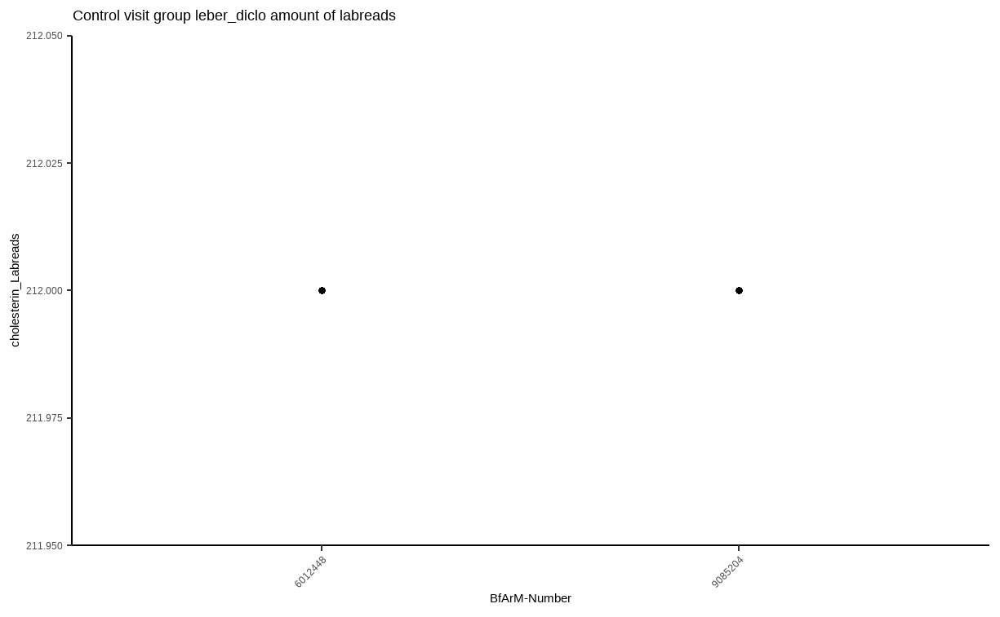 Control visit group leber_diclo amount of labreads
212.050
212.025
212.000
211.975
211.950
cholesterin_Labreads
6012448
9085204
BfArM-Number